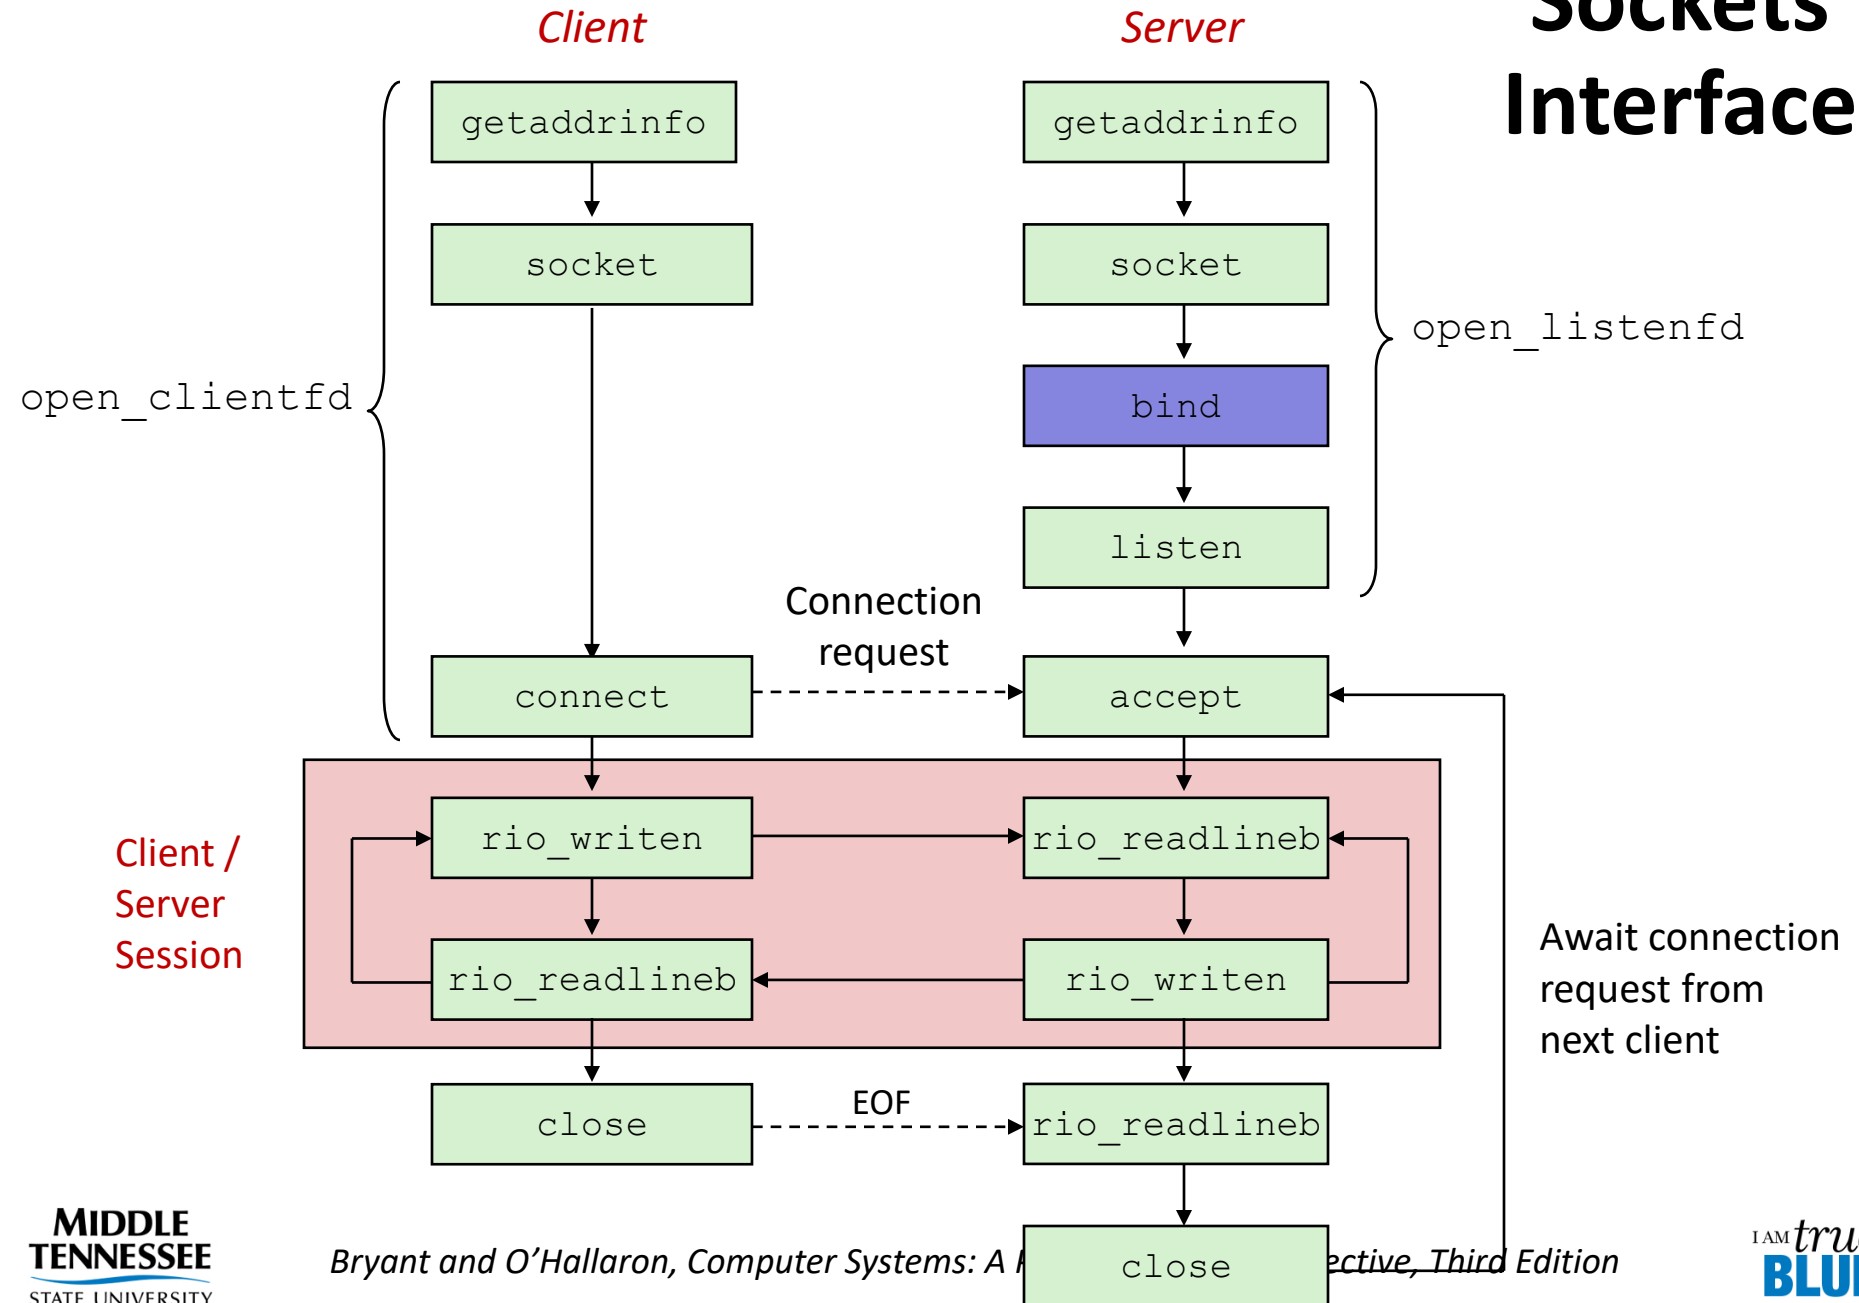 Sockets
Interface
Client
Server
getaddrinfo
getaddrinfo
socket
socket
open_listenfd
open_clientfd
bind
listen
Connection
request
connect
accept
Client /
Server
Session
rio_writen
rio_readlineb
rio_readlineb
rio_writen
Await connection
request from
next client
close
EOF
rio_readlineb
close
MIDDLE
TENNESSEE
STATE UNIVERSITY
Bryant and O'Hallaron, Computer Systems: A ective, Third Edition
I AM true
BLUE